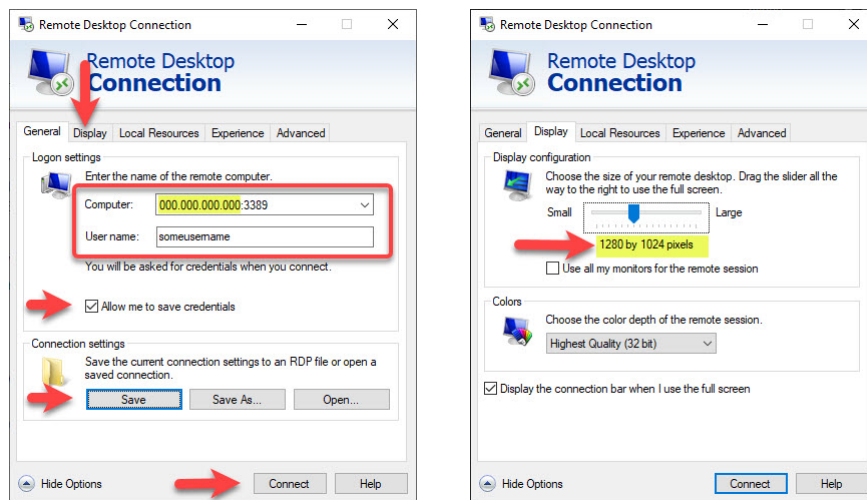 Remote Desktop Connection
Remote Desktop
Connection
General Display Local Resources Experience Advanced
Logon settings
Enter the name of the remote computer.
Computer: 000.000.000.000:3389
User name: someusername
You will be asked for credentials when you connect.
Allow me to save credentials
Connection settings
Save the current connection settings to an RDP file or open a
saved connection.
Save Save As... Open...
Hide Options Connect Help
Remote Desktop Connection
Remote Desktop
Connection
General Display Local Resources Experience Advanced
Display configuration
Choose the size of your remote desktop. Drag the slider all the
way to the right to use the full screen.
Small Large
1280 by 1024 pixels
Use all my monitors for the remote session
Colors
Choose the color depth of the remote session.
Highest Quality (32 bit)
Display the connection bar when I use the full screen
Hide Options Connect Help